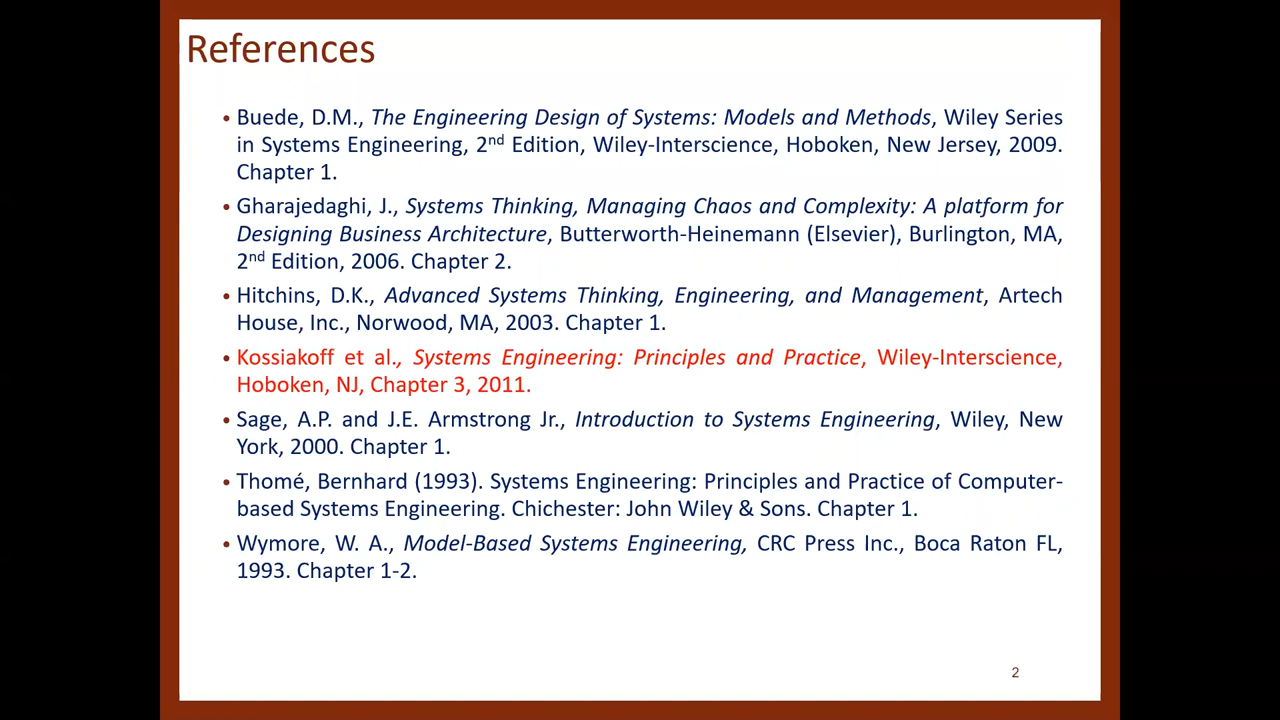 References
• Buede, D.M., The Engineering Design of Systems: Models and Methods, Wiley Series
in Systems Engineering, 2nd Edition, Wiley-Interscience, Hoboken, New Jersey, 2009.
Chapter 1.
• Gharajedaghi, J., Systems Thinking, Managing Chaos and Complexity: A platform for
Designing Business Architecture, Butterworth-Heinemann (Elsevier), Burlington, MA,
2nd Edition, 2006. Chapter 2.
• Hitchins, D.K., Advanced Systems Thinking, Engineering, and Management, Artech
House, Inc., Norwood, MA, 2003. Chapter 1.
• Kossiakoff et al., Systems Engineering: Principles and Practice, Wiley-Interscience,
Hoboken, NJ, Chapter 3, 2011.
• Sage, A.P. and J.E. Armstrong Jr., Introduction to Systems Engineering, Wiley, New
York, 2000. Chapter 1.
• Thomé, Bernhard (1993). Systems Engineering: Principles and Practice of Computer-
based Systems Engineering. Chichester: John Wiley & Sons. Chapter 1.
• Wymore, W. A., Model-Based Systems Engineering, CRC Press Inc., Boca Raton FL,
1993. Chapter 1-2.
2